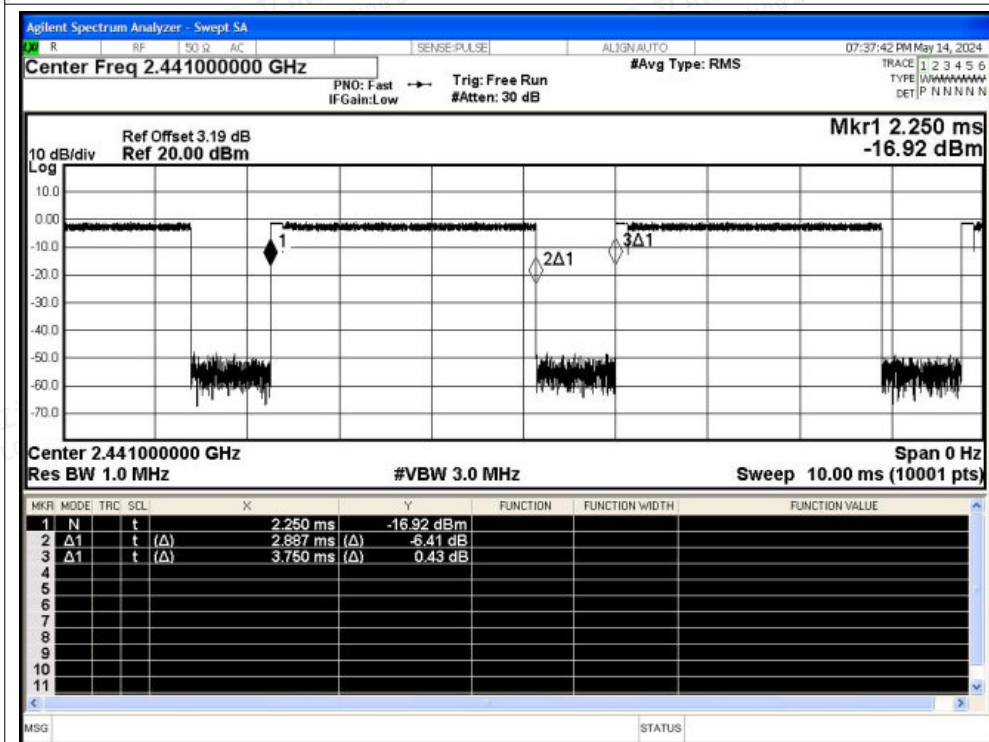 Agilent Spectrum Analyzer - Swept SA
LXI R RF 50 Ω AC SENSE:PULSE ALIGNAUTO 07:37:42 PM May 14, 2024
Center Freq 2.441000000 GHz #Avg Type: RMS TRACE 1 2 3 4 5 6
PNO: Fast Trig: Free Run TYPE WWWWWW
IFGain:Low #Atten: 30 dB DET P N N N N N
Mkr1 2.250 ms
Ref Offset 3.19 dB
10 dB/div Ref 20.00 dBm -16.92 dBm
Log
10.0
0.00
-10.0
-20.0
-30.0
-40.0
-50.0
-60.0
-70.0
1
2Δ1
3Δ1
Center 2.441000000 GHz Span 0 Hz
Res BW 1.0 MHz #VBW 3.0 MHz Sweep 10.00 ms (10001 pts)
MKR MODE TRC SCL X Y FUNCTION FUNCTION WIDTH FUNCTION VALUE
1 N t 2.250 ms -16.92 dBm
2 Δ1 t (Δ) 2.887 ms (Δ) -6.41 dB
3 Δ1 t (Δ) 3.750 ms (Δ) 0.43 dB
4
5
6
7
8
9
10
11
MSG STATUS